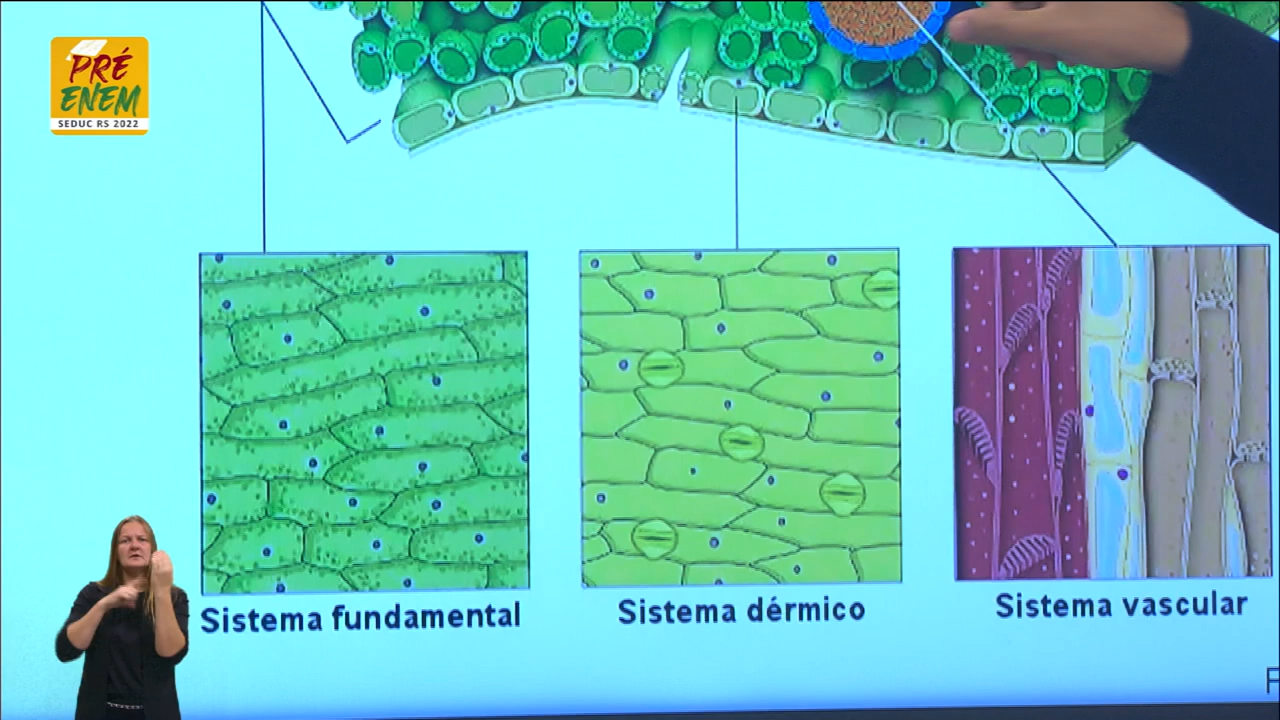 PRÉ
ENEM
SEDUC RS 2022
Sistema fundamental
Sistema dérmico
Sistema vascular